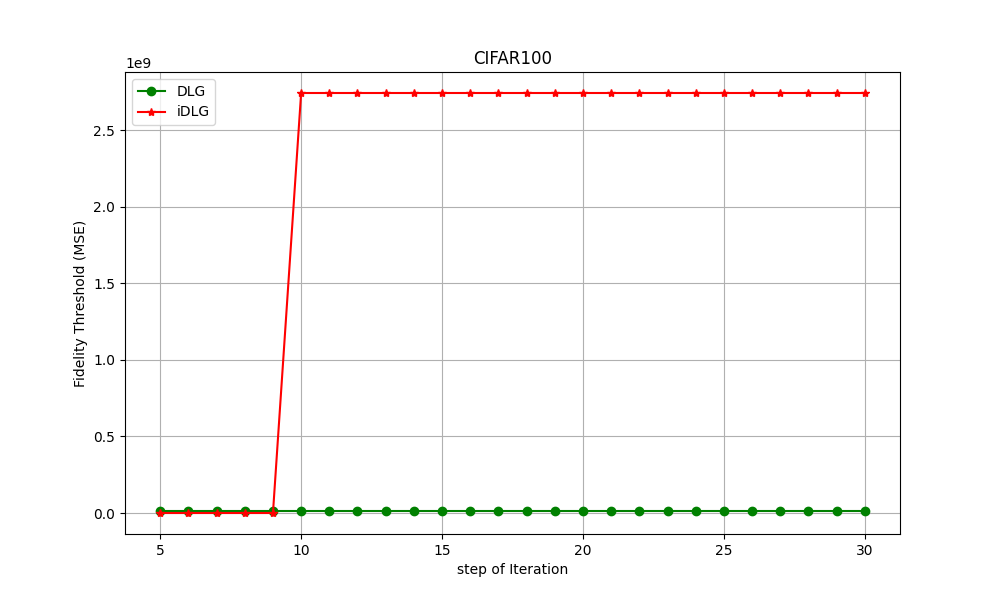 CIFAR100
1e9
DLG
iDLG
2.5
2.0
1.5
1.0
0.5
0.0
Fidelity Threshold (MSE)
5 10 15 20 25 30
step of Iteration